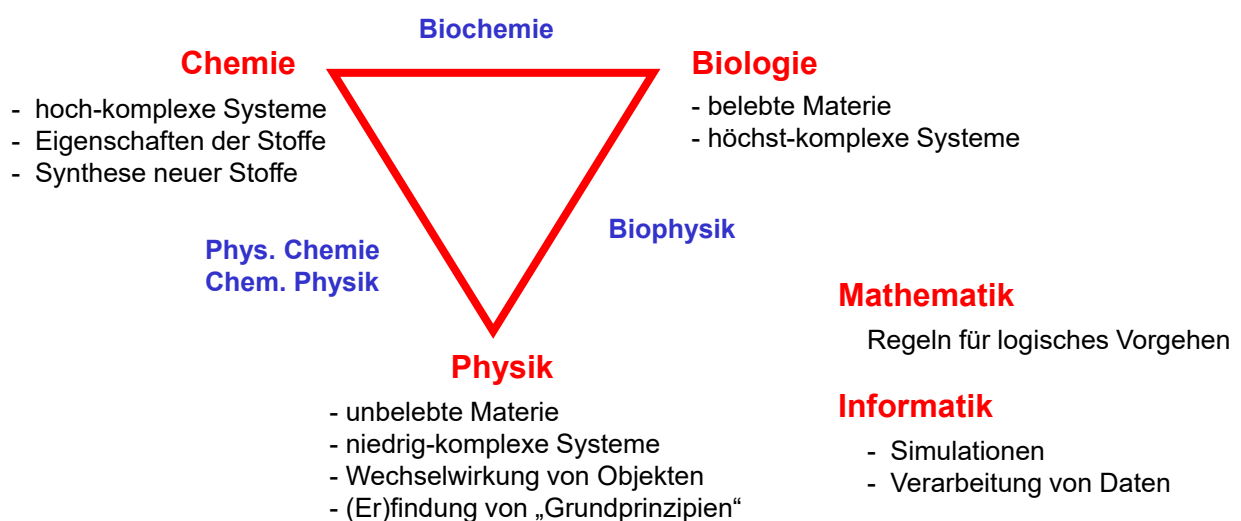 Biochemie
Chemie
- hoch-komplexe Systeme
- Eigenschaften der Stoffe
- Synthese neuer Stoffe
Biologie
- belebte Materie
- höchst-komplexe Systeme
Phys. Chemie
Chem. Physik
Biophysik
Physik
- unbelebte Materie
- niedrig-komplexe Systeme
- Wechselwirkung von Objekten
- (Er)findung von „Grundprinzipien“
Mathematik
Regeln für logisches Vorgehen
Informatik
- Simulationen
- Verarbeitung von Daten